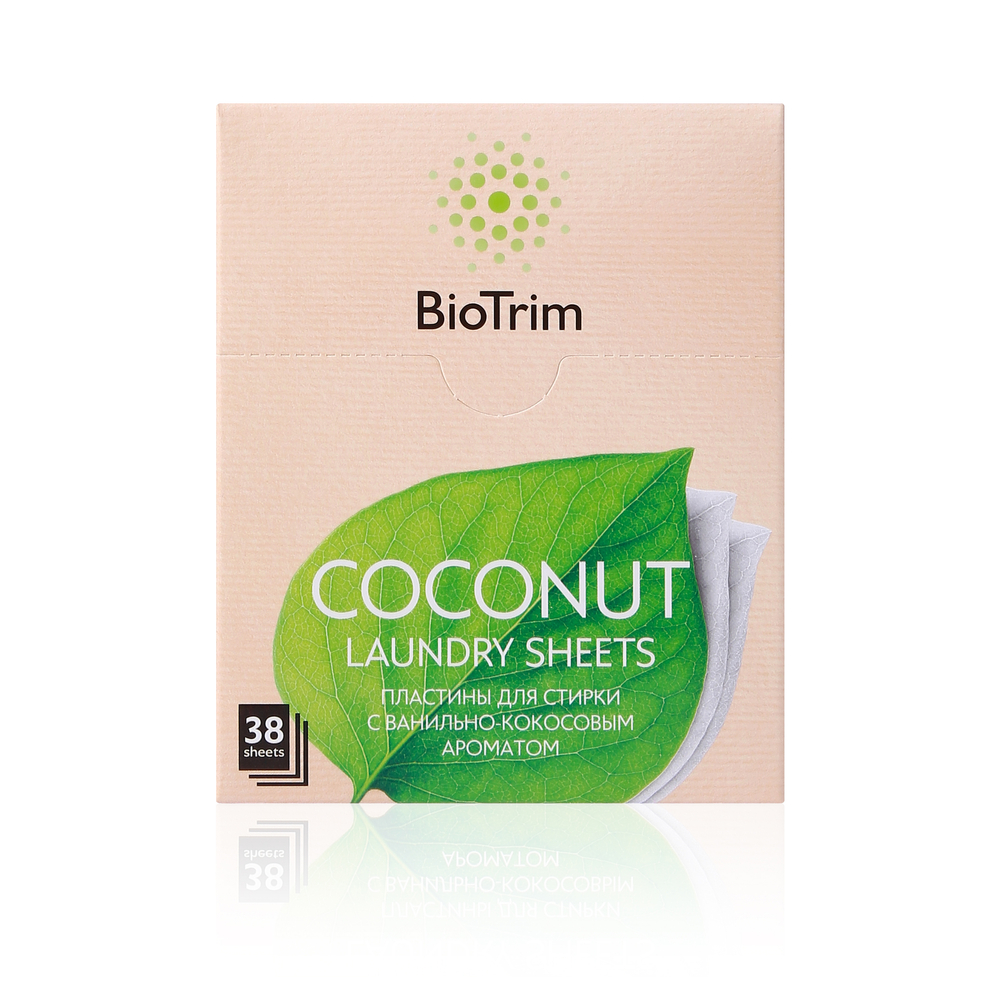 BioTrim
COCONUT
LAUNDRY SHEETS
ПЛАСТИНЫ ДЛЯ СТИРКИ
С ВАНИЛЬНО-КОКОСОВЫМ
АРОМАТОМ
38
sheets